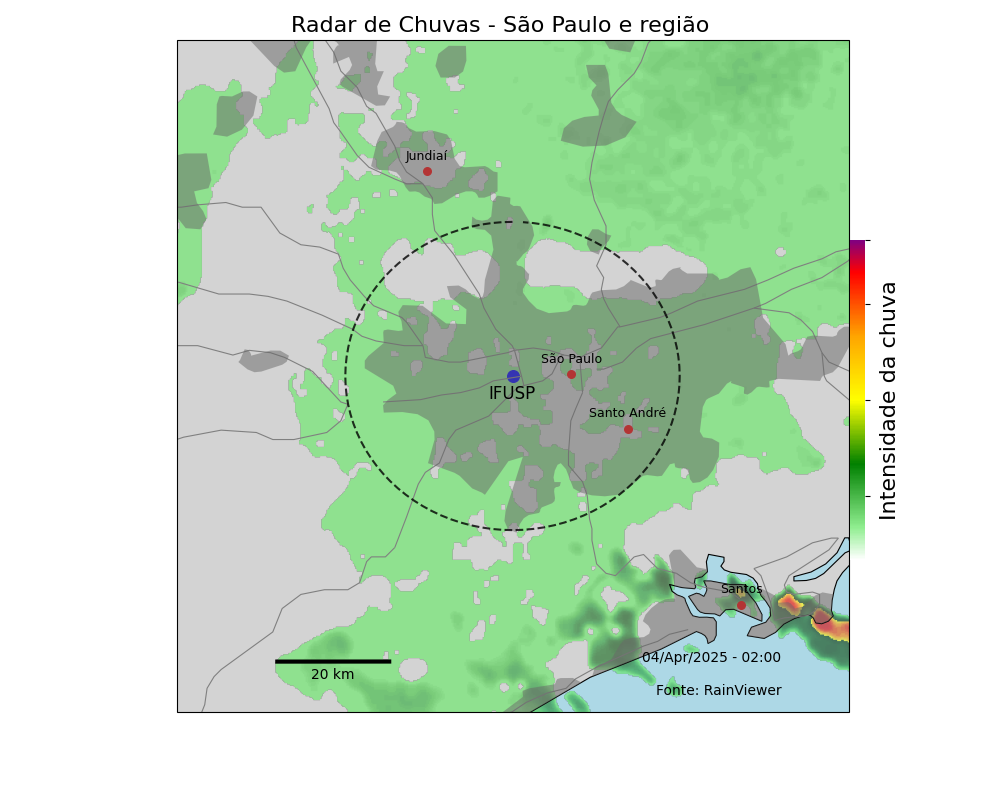 Radar de Chuvas - São Paulo e região
Jundiaí
São Paulo
IFUSP
Santo André
Intensidade da chuva
Santos
04/Apr/2025 - 02:00
20 km
Fonte: RainViewer